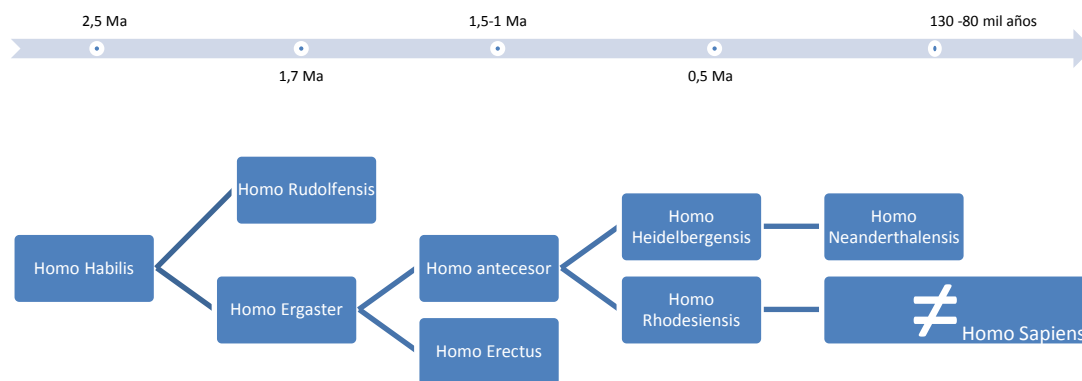 2,5 Ma
1,5-1 Ma
130 -80 mil años
1,7 Ma
0,5 Ma
Homo Rudolfensis
Homo Habilis
Homo Ergaster
Homo antecesor
Homo Erectus
Homo
Heidelbergensis
Homo
Rhodesiensis
Homo
Neanderthalensis
≠
Homo Sapiens